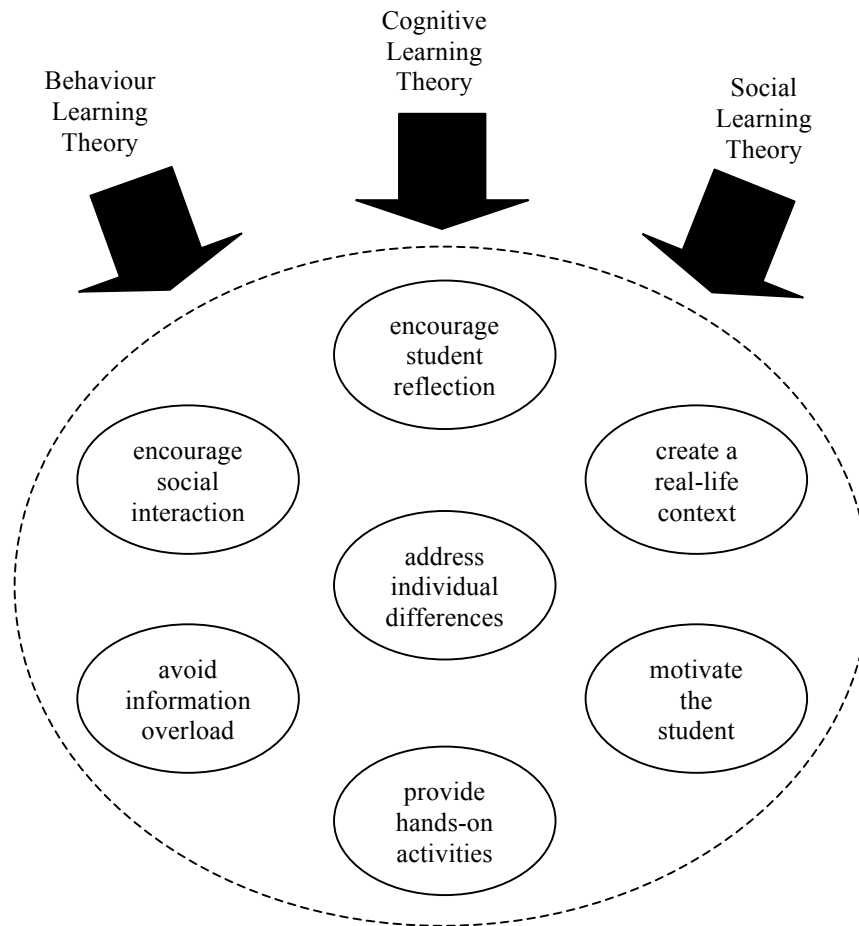 Cognitive
Learning
Theory
Behaviour
Learning
Theory
Social
Learning
Theory
encourage
student
reflection
encourage
social
interaction
create a
real-life
context
address
individual
differences
avoid
information
overload
motivate
the
student
provide
hands-on
activities